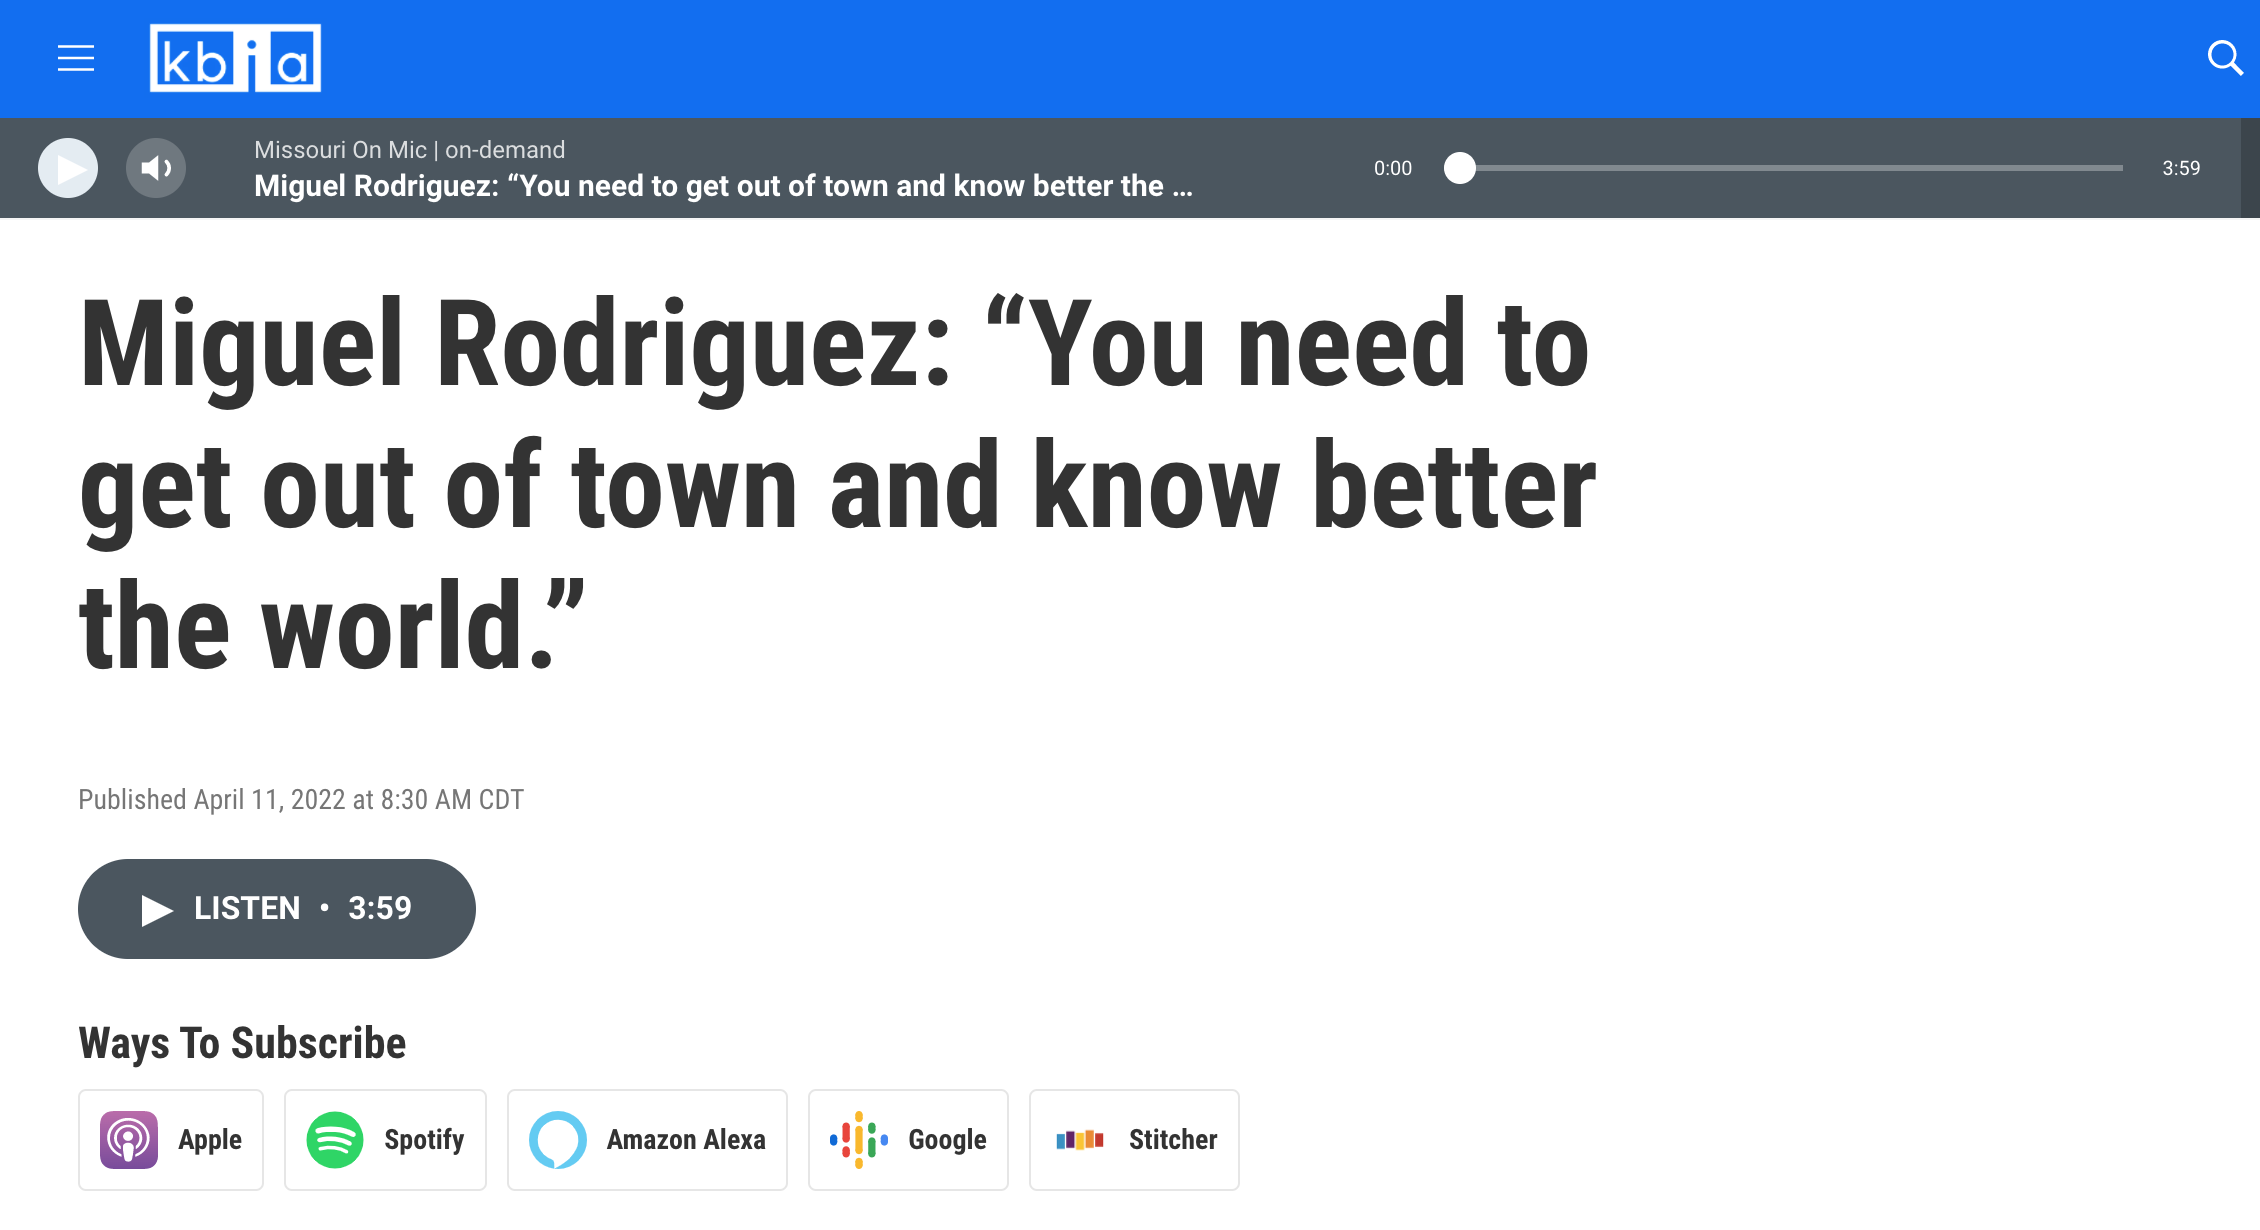 kbia
Missouri On Mic | on-demand
Miguel Rodriguez: “You need to get out of town and know better the ...
0:00
3:59
Miguel Rodriguez: “You need to
get out of town and know better
the world.”
Published April 11, 2022 at 8:30 AM CDT
LISTEN • 3:59
Ways To Subscribe
Apple
Spotify
Amazon Alexa
Google
Stitcher